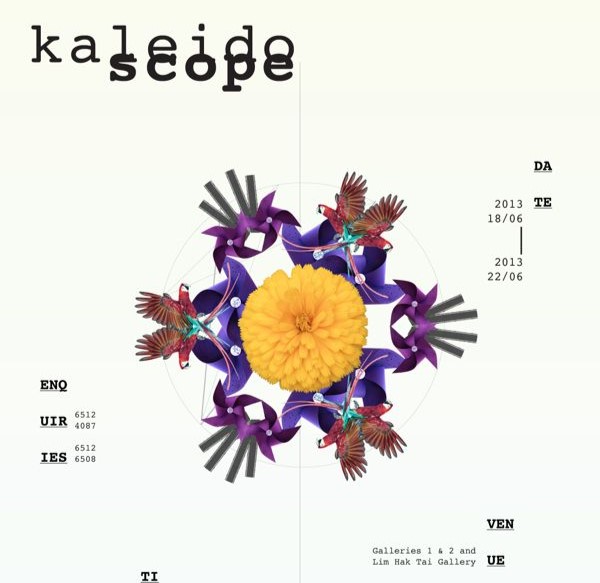 kaleido
scope
DA
2013 TE
18/06
2013
22/06
ENQ
UIR 6512
4087
IES 6512
6508
VEN
Galleries 1 & 2 and
Lim Hak Tai Gallery UE
TI